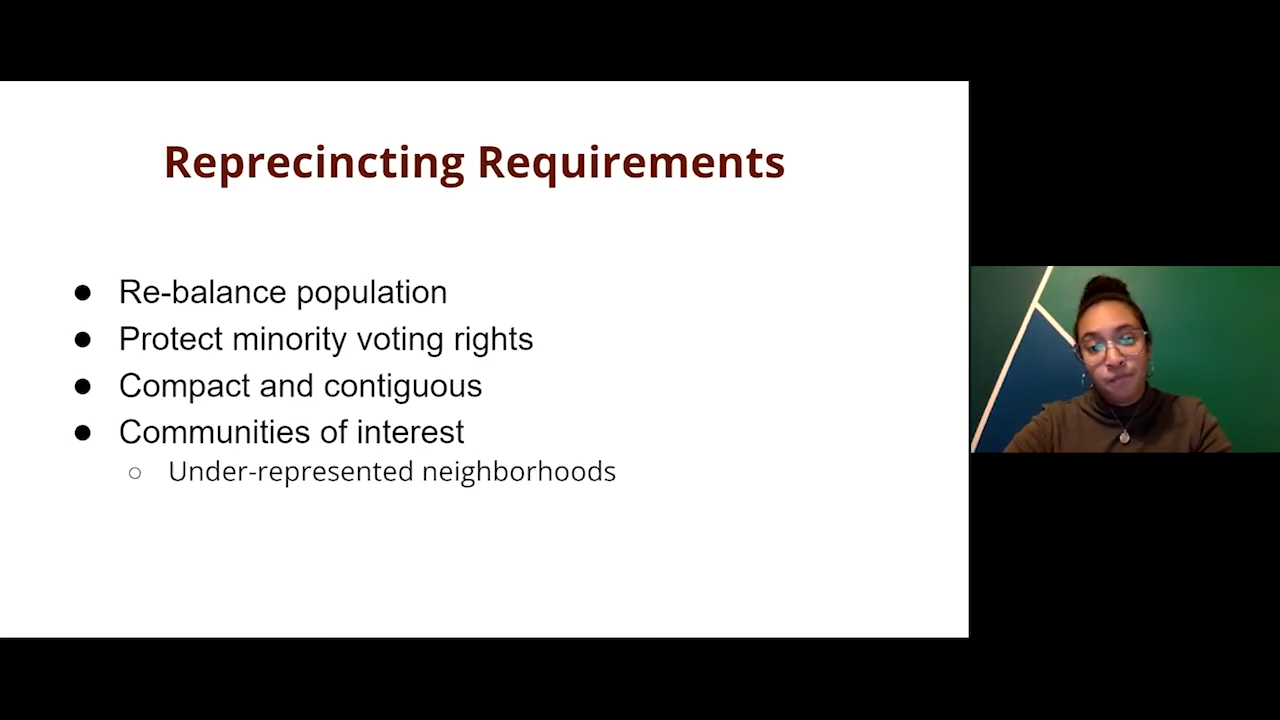 Reprecincting Requirements
● Re-balance population
● Protect minority voting rights
● Compact and contiguous
● Communities of interest
○ Under-represented neighborhoods